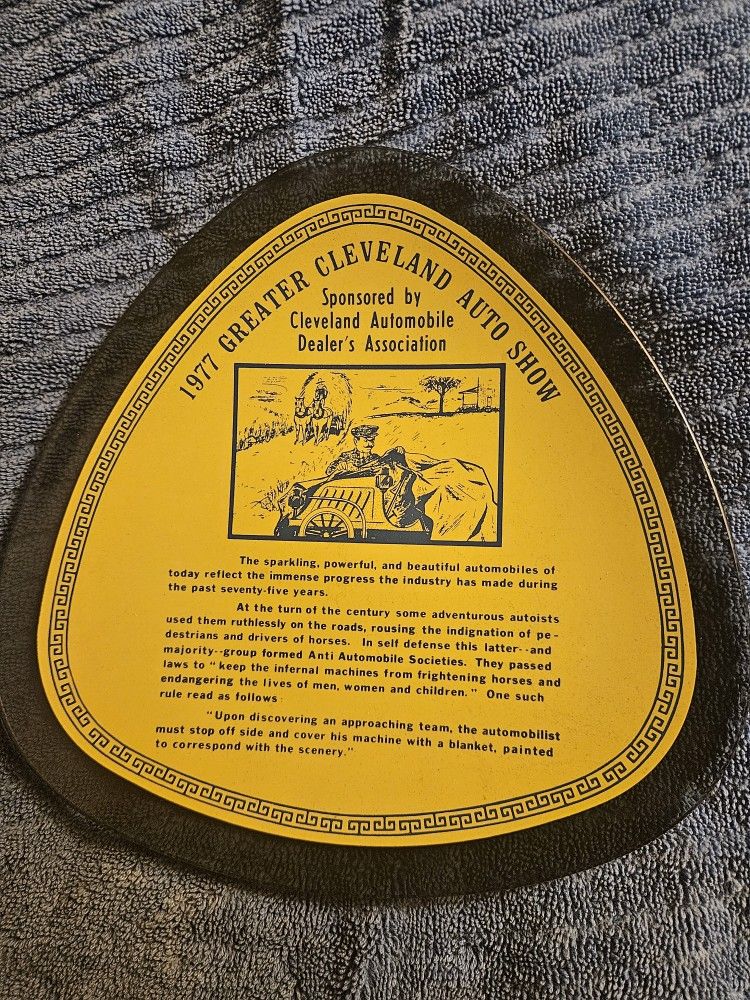 1977 GREATER CLEVELAND AUTO SHOW
Sponsored by
Cleveland Automobile
Dealer's Association
The sparkling, powerful, and beautiful automobiles of
today reflect the immense progress the industry has made during
the past seventy-five years.
At the turn of the century some adventurous autoists
used them ruthlessly on the roads, rousing the indignation of pe-
destrians and drivers of horses. In self defense this latter--and
majority--group formed Anti Automobile Societies. They passed
laws to "keep the infernal machines from frightening horses and
endangering the lives of men, women and children." One such
rule read as follows:
"Upon discovering an approaching team, the automobilist
must stop off side and cover his machine with a blanket, painted
to correspond with the scenery."